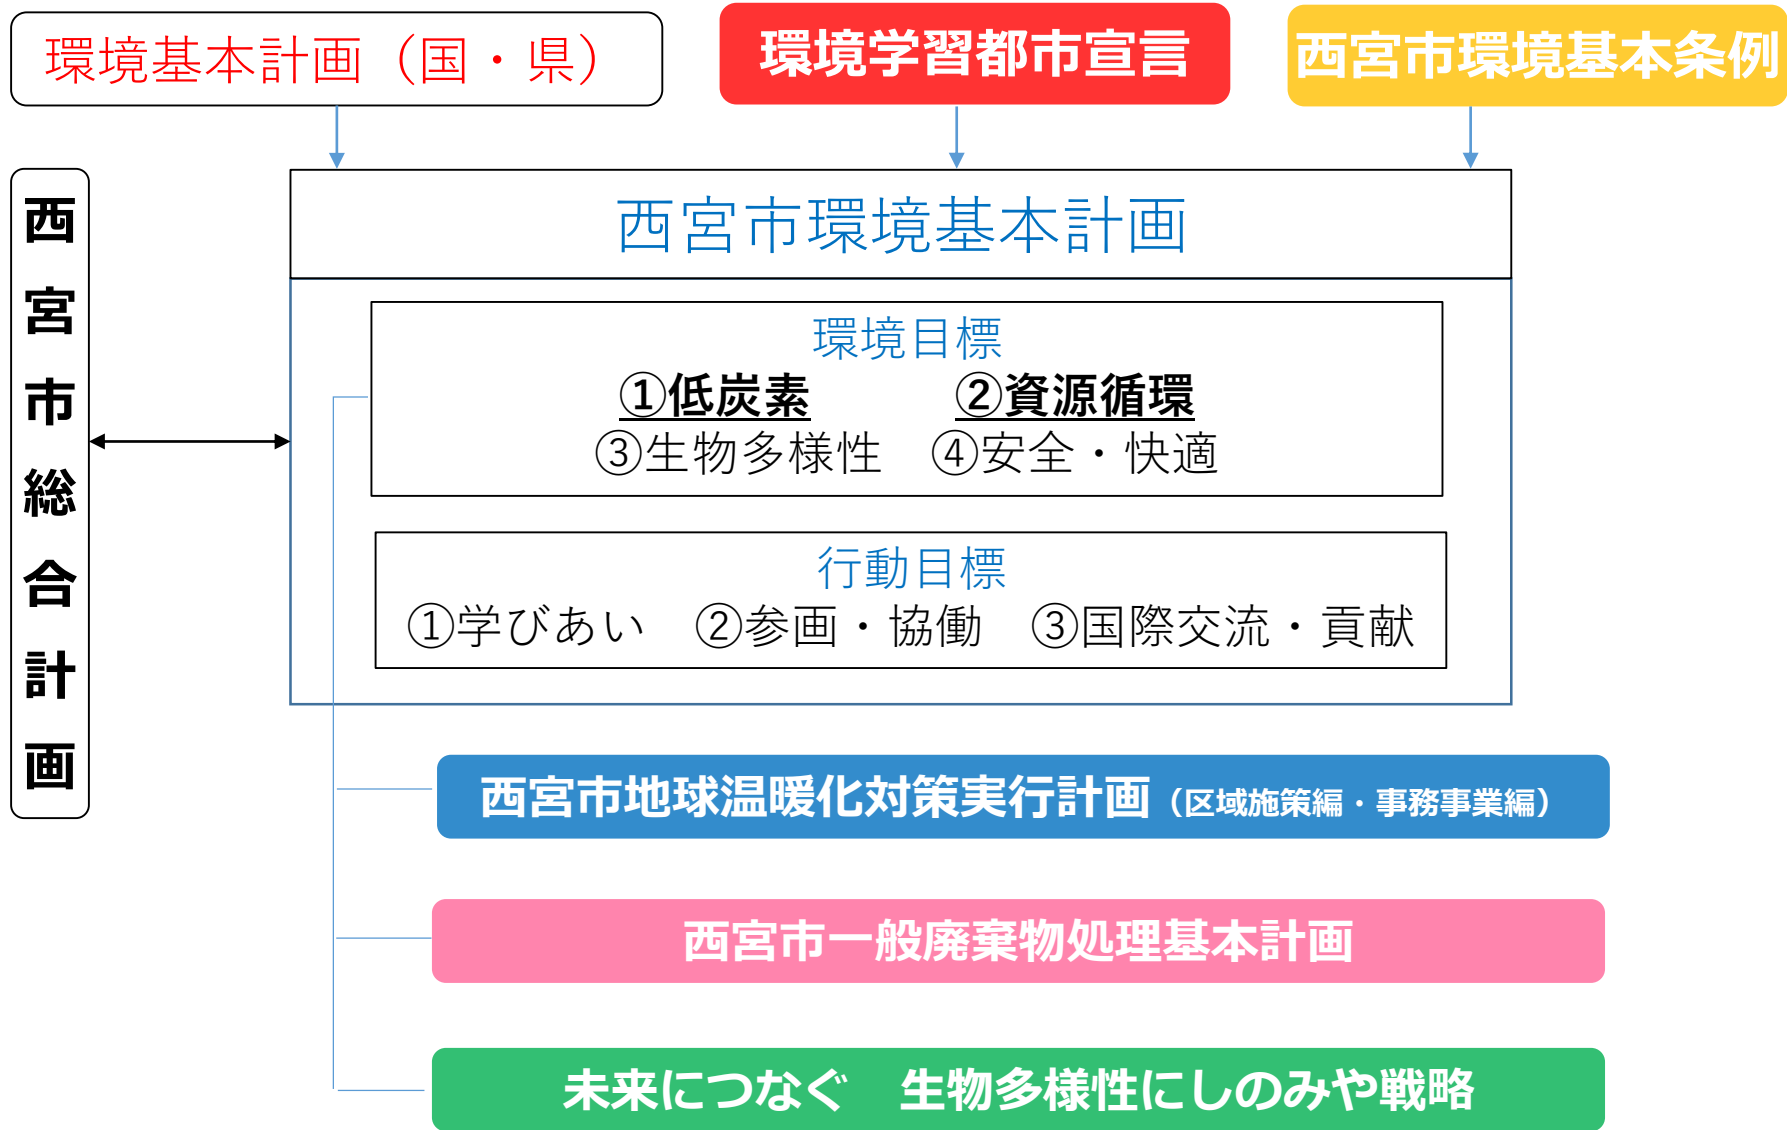 環境基本計画（国・県）
環境学習都市宣言
西宮市環境基本条例
西宮市総合計画
西宮市環境基本計画
環境目標
①低炭素　　　②資源循環
③生物多様性　④安全・快適
行動目標
①学びあい　②参画・協働　③国際交流・貢献
西宮市地球温暖化対策実行計画（区域施策編・事務事業編）
西宮市一般廃棄物処理基本計画
未来につなぐ　生物多様性にしのみや戦略